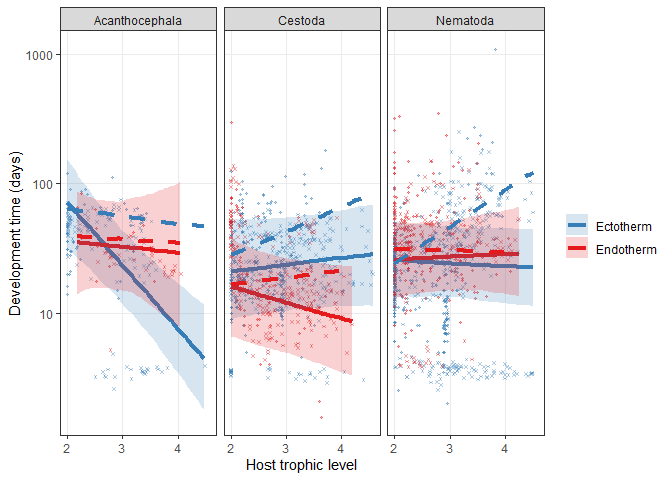 Acanthocephala Cestoda Nematoda
1000
100
10
Development time (days)
2 3 4 2 3 4 2 3 4
Host trophic level
Ectotherm
Endotherm